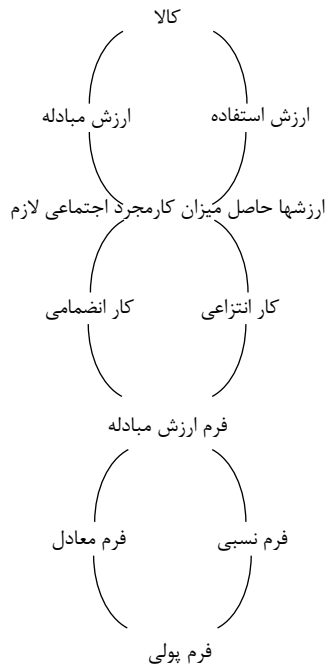 کالا
ارزش استفاده ارزش مبادله
ارزشها حاصل میزان کارمجرد اجتماعی لازم
کار انتزاعی کار انضمامی
فرم ارزش مبادله
فرم نسبی فرم معادل
فرم پولی